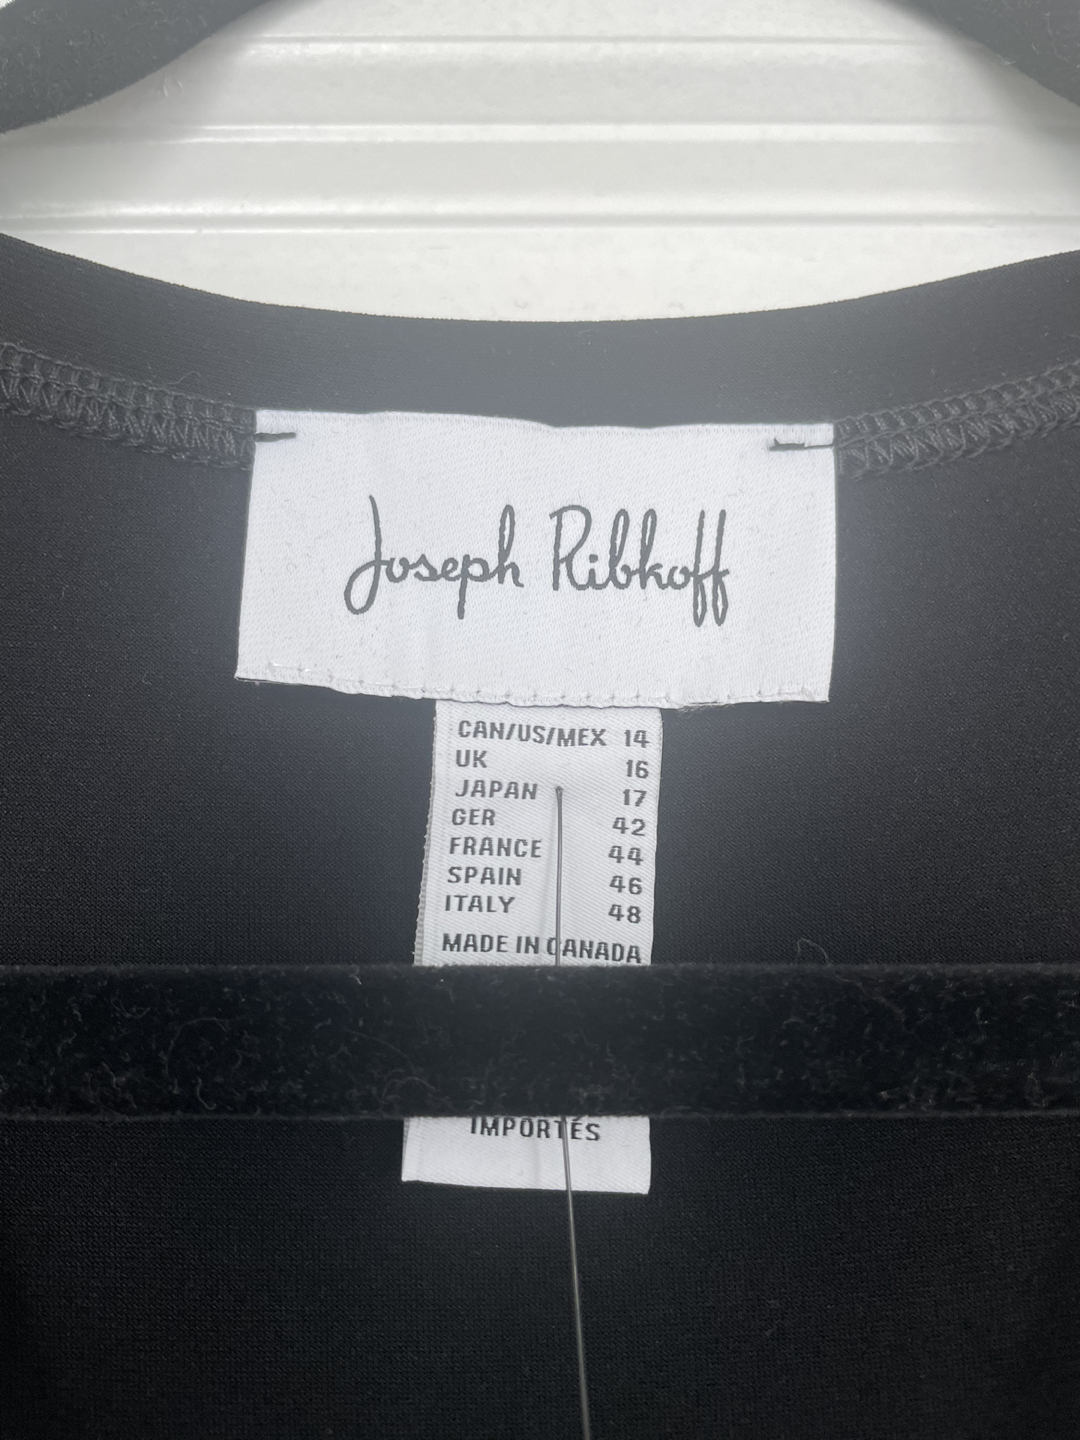 Joseph Ribkoff
CAN/US/MEX 14
UK 16
JAPAN 17
GER 42
FRANCE 44
SPAIN 46
ITALY 48
MADE IN CANADA
IMPORTÉS